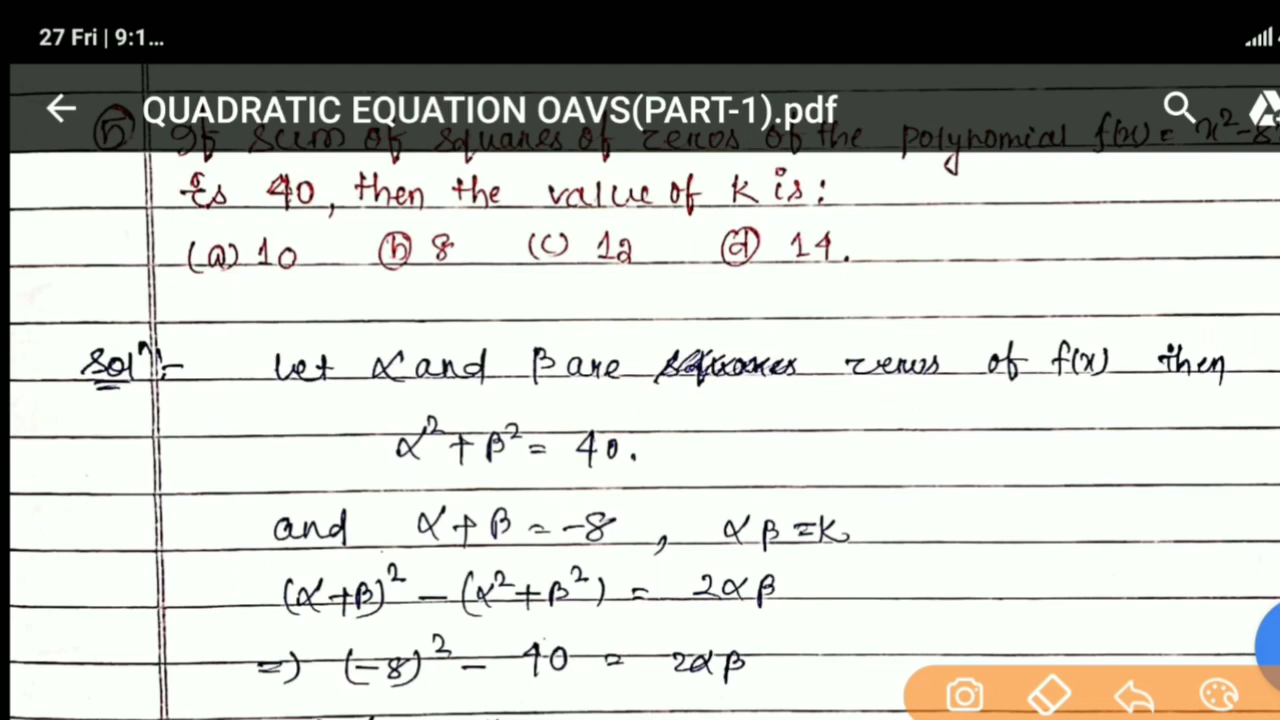 27 Fri | 9:1...
QUADRATIC EQUATION OAVS(PART-1).pdf
(5) If sum of squares of zeros of the polynomial f(x) = x² - 8
is 40, then the value of k is:
(a) 10 (b) 8 (c) 12 (d) 14.
Solⁿ:- Let α and β are zeros of f(x) then
α² + β² = 40.
and α + β = -8 , αβ = K
(α+β)² - (α²+β²) = 2αβ
=) (-8)² - 40 = 2αβ